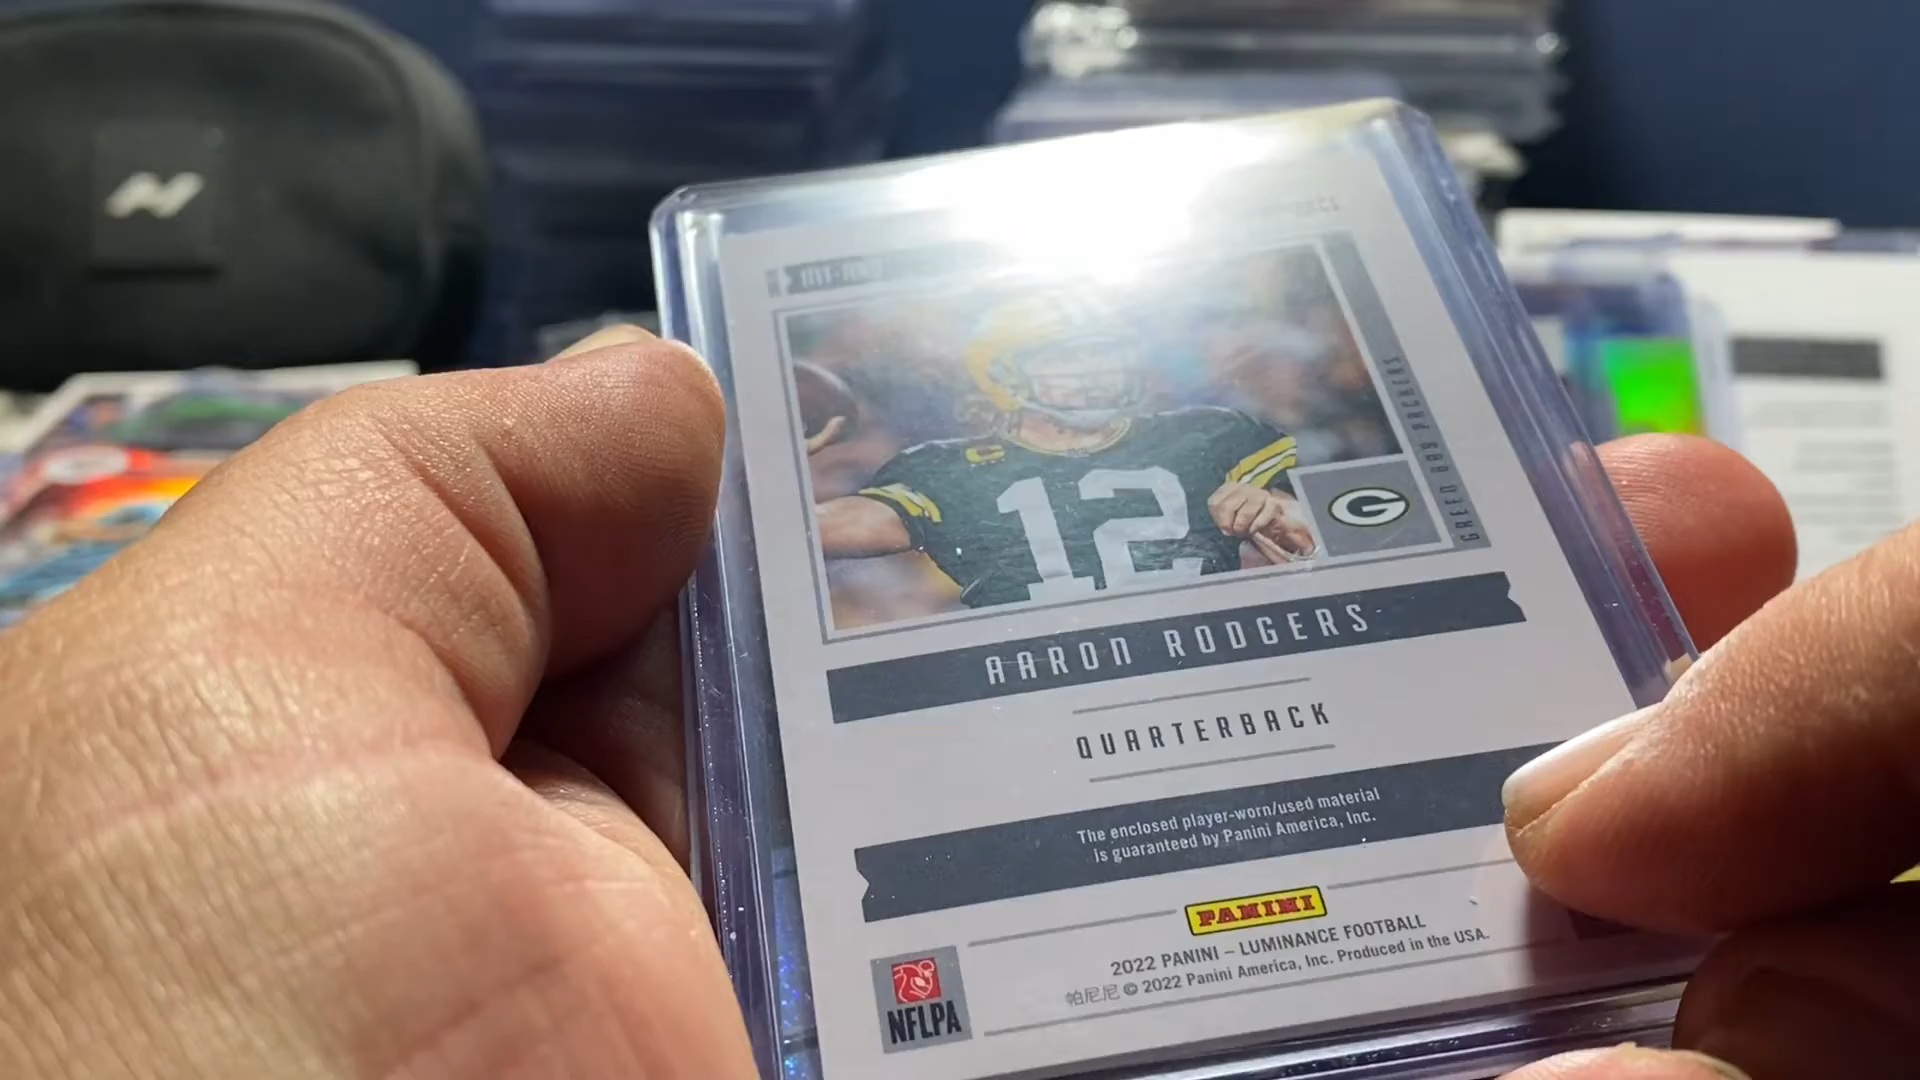 GREEN BAY PACKERS
12
G
AARON RODGERS
QUARTERBACK
The enclosed player-worn/used material
is guaranteed by Panini America, Inc.
PANINI
2022 PANINI – LUMINANCE FOOTBALL
帕尼尼 © 2022 Panini America, Inc. Produced in the USA.
NFLPA